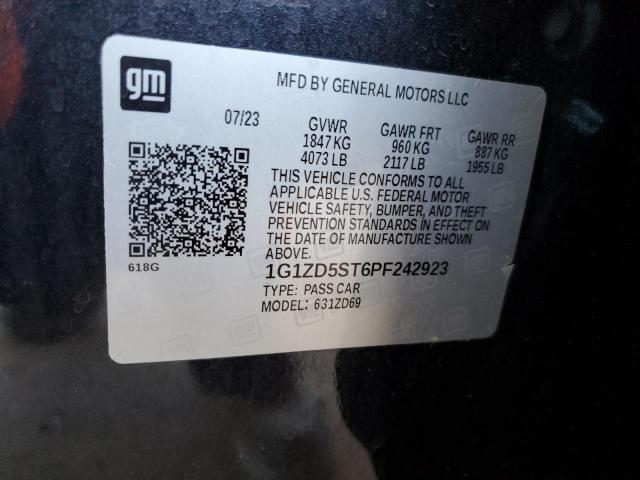 gm
MFD BY GENERAL MOTORS LLC
07/23 GVWR GAWR FRT GAWR RR
1847 KG 960 KG 887 KG
4073 LB 2117 LB 1955 LB
THIS VEHICLE CONFORMS TO ALL
APPLICABLE U.S. FEDERAL MOTOR
VEHICLE SAFETY, BUMPER, AND THEFT
PREVENTION STANDARDS IN EFFECT ON
THE DATE OF MANUFACTURE SHOWN
ABOVE.
618G
1G1ZD5ST6PF242923
TYPE: PASS CAR
MODEL: 631ZD69